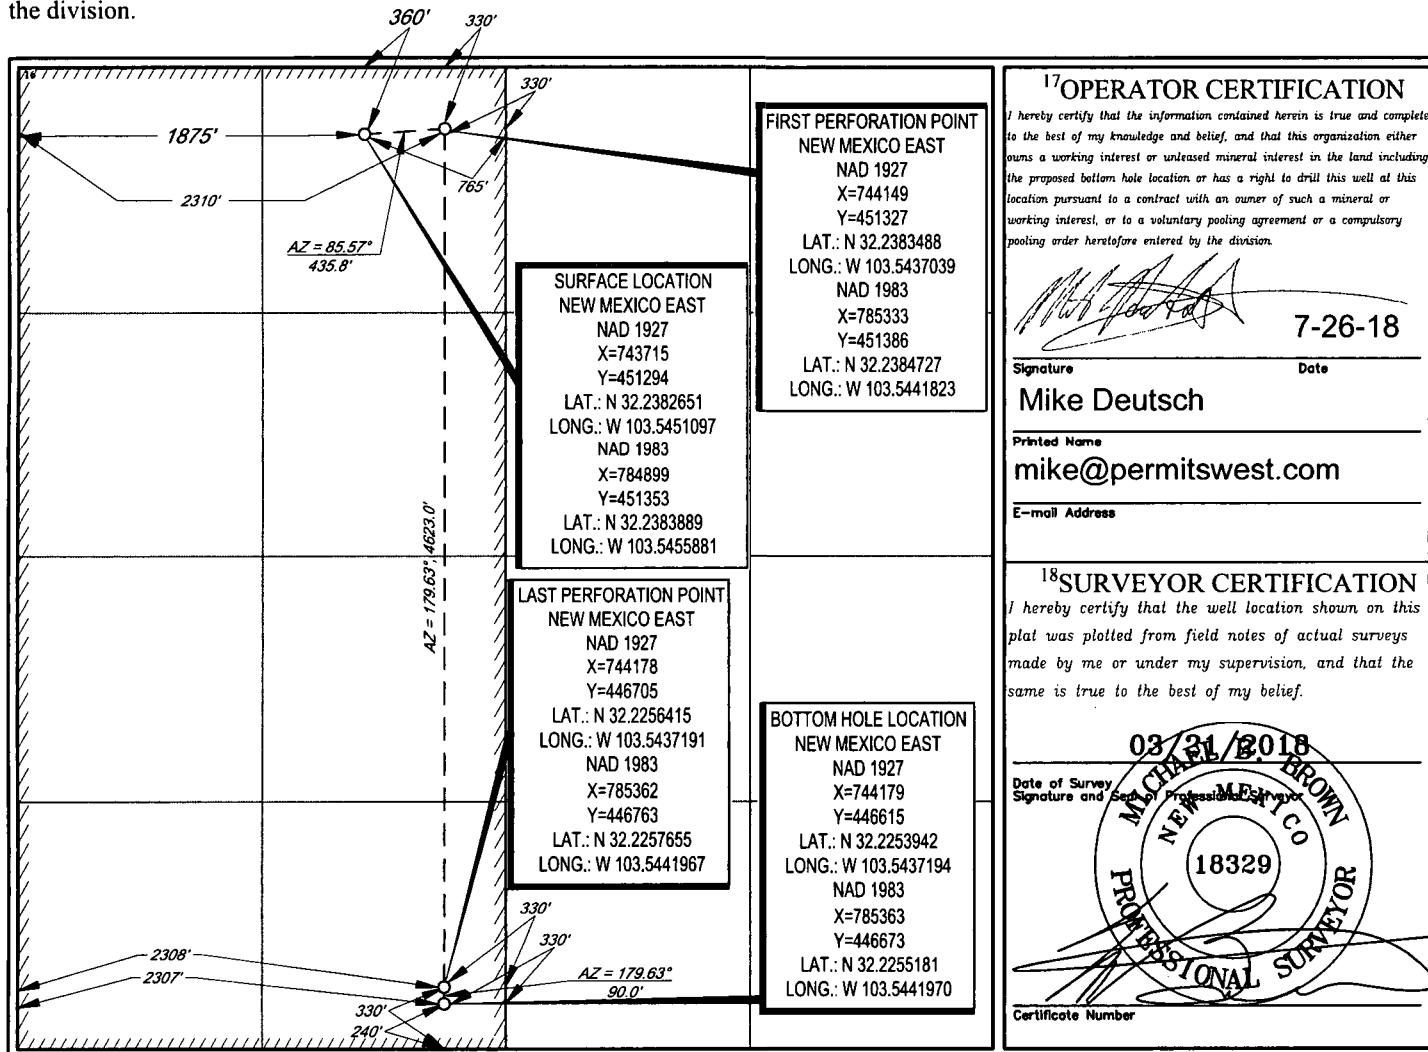 the division.
360'
330'
16
330'
1875'
765'
2310'
AZ = 85.57°
435.8'
FIRST PERFORATION POINT
NEW MEXICO EAST
NAD 1927
X=744149
Y=451327
LAT.: N 32.2383488
LONG.: W 103.5437039
NAD 1983
X=785333
Y=451386
LAT.: N 32.2384727
LONG.: W 103.5441823
SURFACE LOCATION
NEW MEXICO EAST
NAD 1927
X=743715
Y=451294
LAT.: N 32.2382651
LONG.: W 103.5451097
NAD 1983
X=784899
Y=451353
LAT.: N 32.2383889
LONG.: W 103.5455881
AZ = 179.63°, 4623.0'
LAST PERFORATION POINT
NEW MEXICO EAST
NAD 1927
X=744178
Y=446705
LAT.: N 32.2256415
LONG.: W 103.5437191
NAD 1983
X=785362
Y=446763
LAT.: N 32.2257655
LONG.: W 103.5441967
BOTTOM HOLE LOCATION
NEW MEXICO EAST
NAD 1927
X=744179
Y=446615
LAT.: N 32.2253942
LONG.: W 103.5437194
NAD 1983
X=785363
Y=446673
LAT.: N 32.2255181
LONG.: W 103.5441970
330'
330'
2308'
2307'
AZ = 179.63°
90.0'
330'
240'
17OPERATOR CERTIFICATION
I hereby certify that the information contained herein is true and complete
to the best of my knowledge and belief, and that this organization either
owns a working interest or unleased mineral interest in the land including
the proposed bottom hole location or has a right to drill this well at this
location pursuant to a contract with an owner of such a mineral or
working interest, or to a voluntary pooling agreement or a compulsory
pooling order heretofore entered by the division.
7-26-18
Signature Date
Mike Deutsch
Printed Name
mike@permitswest.com
E-mail Address
18SURVEYOR CERTIFICATION
I hereby certify that the well location shown on this
plat was plotted from field notes of actual surveys
made by me or under my supervision, and that the
same is true to the best of my belief.
03/21/2018
Date of Survey
Signature and Seal of Professional Surveyor
MICHAEL B. BROWN
NEW MEXICO
18329
PROFESSIONAL SURVEYOR
Certificate Number